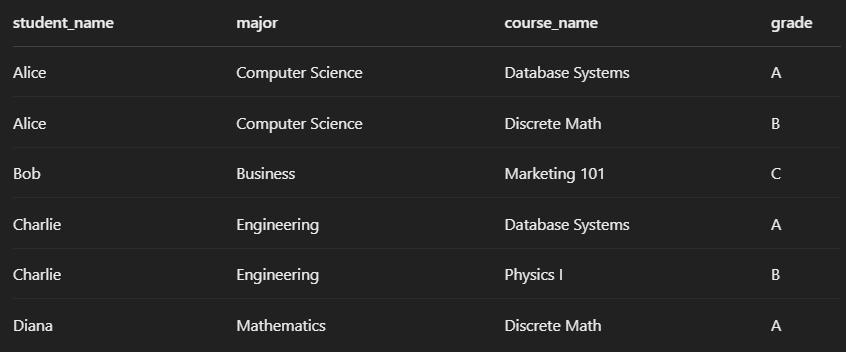 student_name major course_name grade
Alice Computer Science Database Systems A
Alice Computer Science Discrete Math B
Bob Business Marketing 101 C
Charlie Engineering Database Systems A
Charlie Engineering Physics I B
Diana Mathematics Discrete Math A